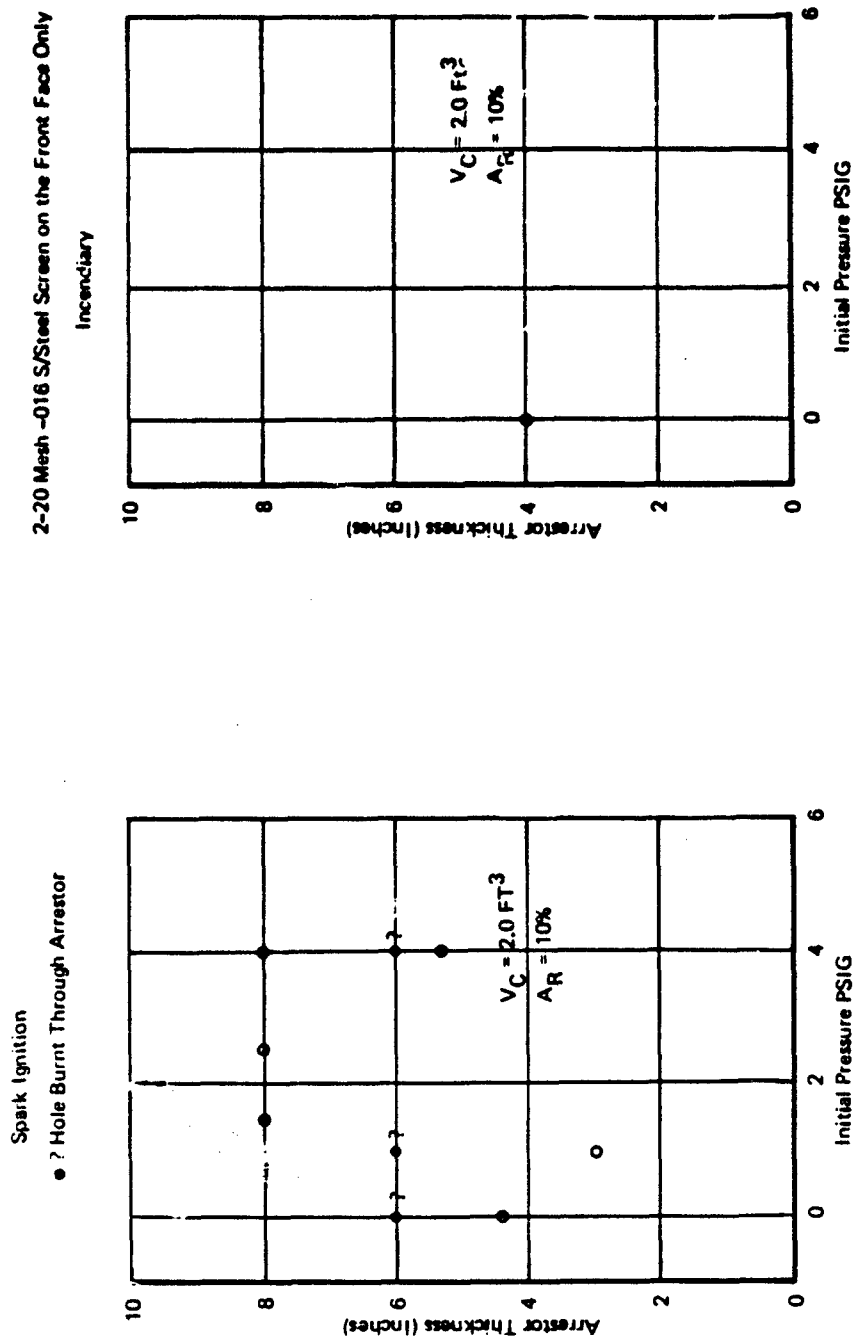 Spark Ignition
● ? Hole Burnt Through Arrestor
10
8
6
4
2
0
Arrestor Thickness (Inches)
?
?
?
V_C = 2.0 FT³
A_R = 10%
0
2
4
6
Initial Pressure PSIG
2-20 Mesh -016 S/Steel Screen on the Front Face Only
Incendiary
10
8
6
4
2
0
Arrestor Thickness (Inches)
V_C = 2.0 Ft³
A_R = 10%
0
2
4
6
Initial Pressure PSIG